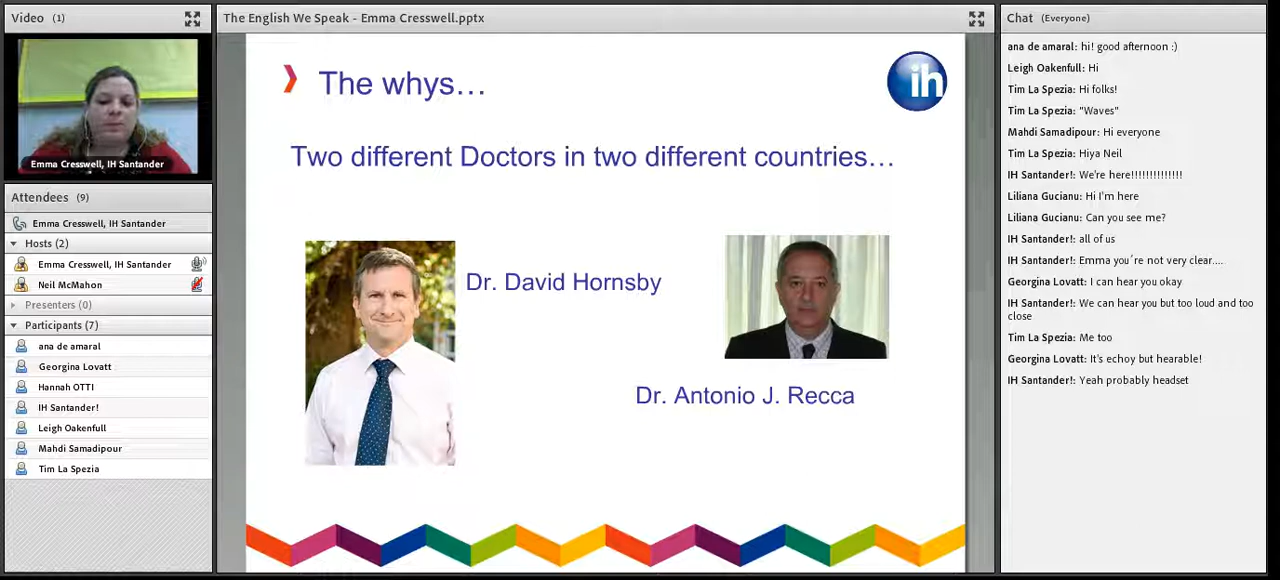 Video (1)
Emma Cresswell, IH Santander
Attendees (9)
Emma Cresswell, IH Santander
Hosts (2)
Emma Cresswell, IH Santander
Neil McMahon
Presenters (0)
Participants (7)
ana de amaral
Georgina Lovatt
Hannah OTTI
IH Santander!
Leigh Oakenfull
Mahdi Samadipour
Tim La Spezia
The English We Speak - Emma Cresswell.pptx
The whys…
ih
Two different Doctors in two different countries…
Dr. David Hornsby
Dr. Antonio J. Recca
Chat (Everyone)
ana de amaral: hi! good afternoon :)
Leigh Oakenfull: Hi
Tim La Spezia: Hi folks!
Tim La Spezia: "Waves"
Mahdi Samadipour: Hi everyone
Tim La Spezia: Hiya Neil
IH Santander!: We're here!!!!!!!!!!!!!!
Liliana Gucianu: Hi I'm here
Liliana Gucianu: Can you see me?
IH Santander!: all of us
IH Santander!: Emma you´re not very clear....
Georgina Lovatt: I can hear you okay
IH Santander!: We can hear you but too loud and too
close
Tim La Spezia: Me too
Georgina Lovatt: It's echoy but hearable!
IH Santander!: Yeah probably headset